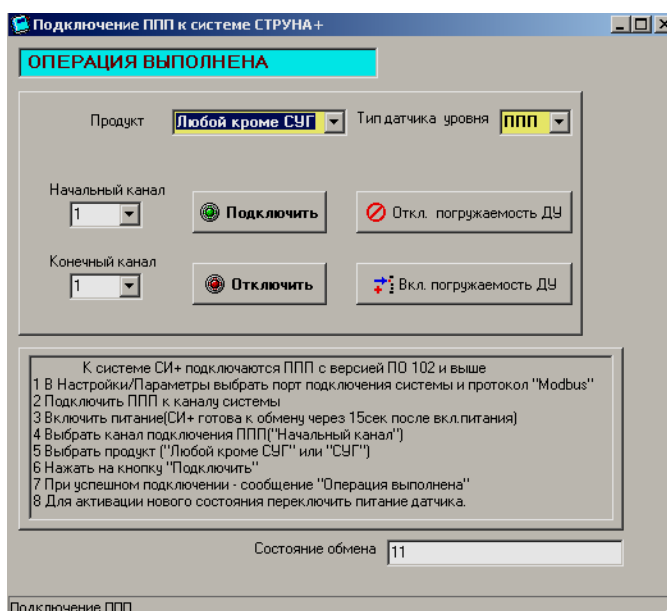 Подключение ППП к системе СТРУНА+
ОПЕРАЦИЯ ВЫПОЛНЕНА
Продукт Любой кроме СУГ Тип датчика уровня ППП
Начальный канал
1 Подключить Откл. погружаемость ДУ
Конечный канал
1 Отключить Вкл. погружаемость ДУ
К системе СИ+ подключаются ППП с версией ПО 102 и выше
1 В Настройки/Параметры выбрать порт подключения системы и протокол "Modbus"
2 Подключить ППП к каналу системы
3 Включить питание(СИ+ готова к обмену через 15сек после вкл.питания)
4 Выбрать канал подключения ППП("Начальный канал")
5 Выбрать продукт ("Любой кроме СУГ" или "СУГ")
6 Нажать на кнопку "Подключить"
7 При успешном подключении - сообщение "Операция выполнена"
8 Для активации нового состояния переключить питание датчика.
Состояние обмена 11
Подключение ППП